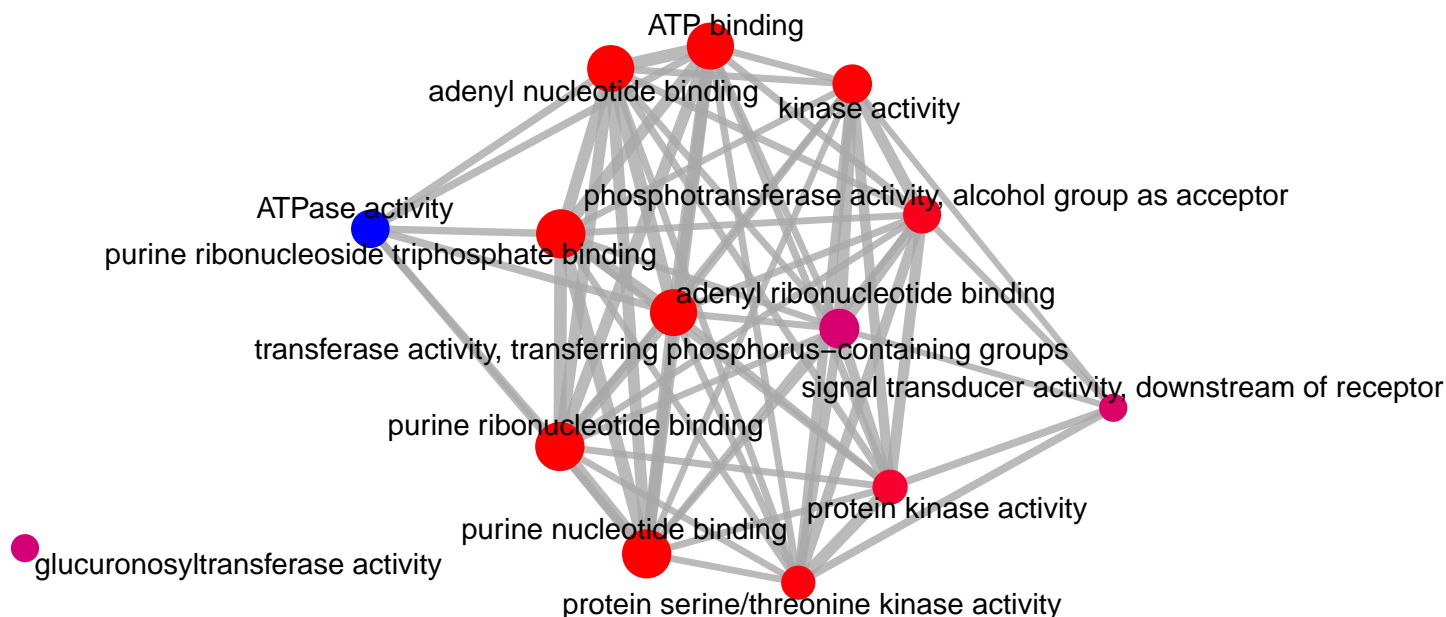 ATP binding
adenyl nucleotide binding
kinase activity
phosphotransferase activity, alcohol group as acceptor
ATPase activity
purine ribonucleoside triphosphate binding
adenyl ribonucleotide binding
transferase activity, transferring phosphorus−containing groups
signal transducer activity, downstream of receptor
purine ribonucleotide binding
protein kinase activity
purine nucleotide binding
glucuronosyltransferase activity
protein serine/threonine kinase activity